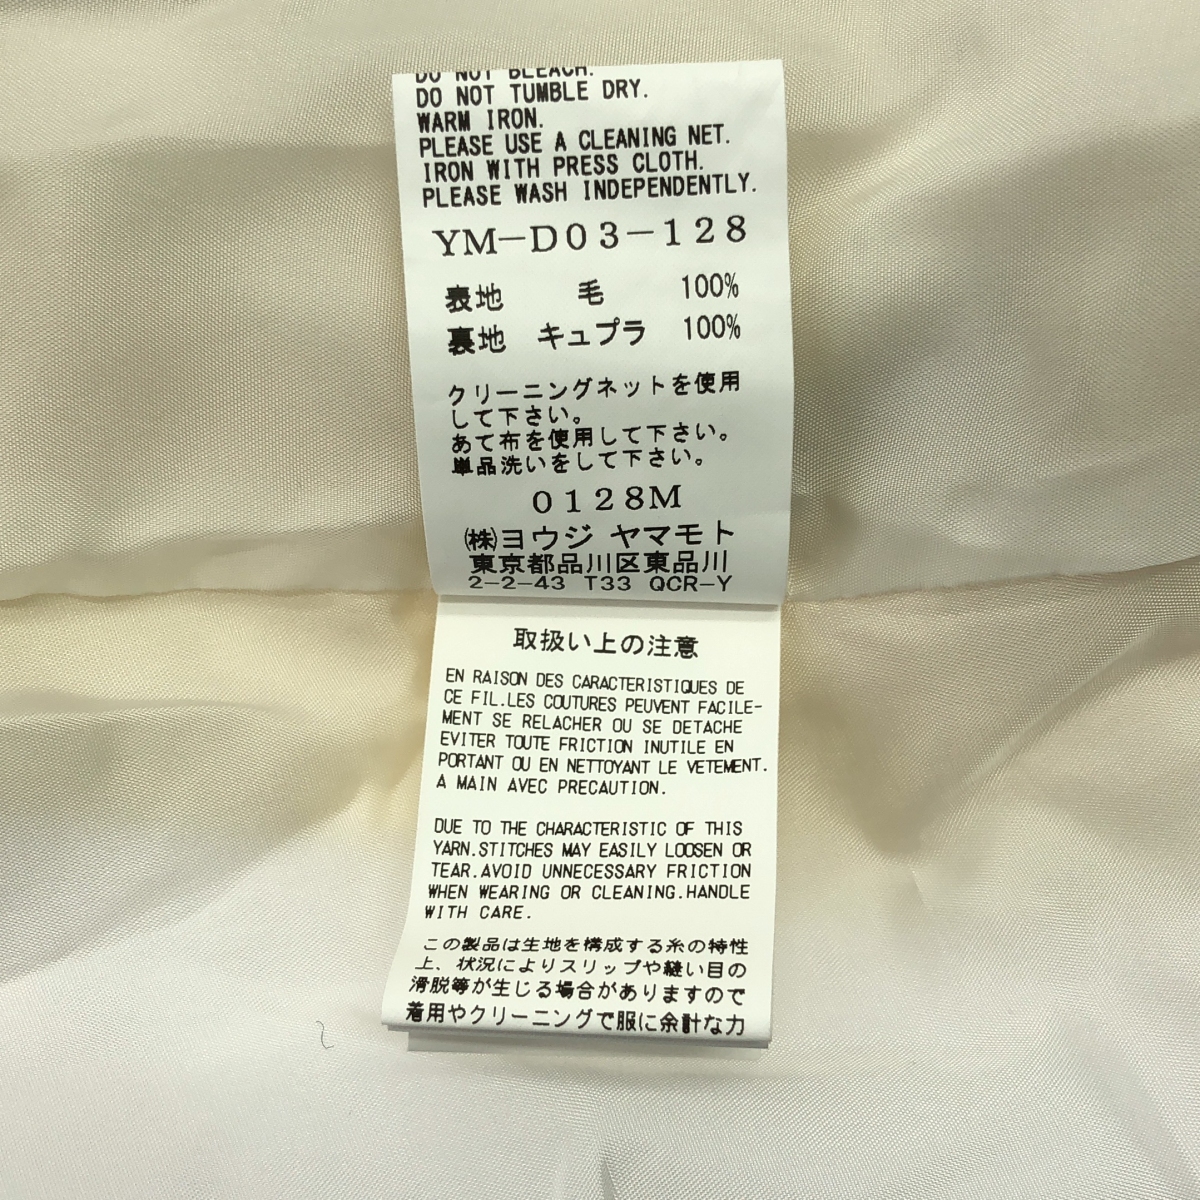 DO NOT BLEACH.
DO NOT TUMBLE DRY.
WARM IRON.
PLEASE USE A CLEANING NET.
IRON WITH PRESS CLOTH.
PLEASE WASH INDEPENDENTLY.
YM-D03-128
表地 毛 100%
裏地 キュプラ 100%
クリーニングネットを使用
して下さい。
あて布を使用して下さい。
単品洗いをして下さい。
0128M
㈱ヨウジ ヤマモト
東京都品川区東品川
2-2-43 T33 QCR-Y
取扱い上の注意
EN RAISON DES CARACTERISTIQUES DE
CE FIL.LES COUTURES PEUVENT FACILE-
MENT SE RELACHER OU SE DETACHE
EVITER TOUTE FRICTION INUTILE EN
PORTANT OU EN NETTOYANT LE VETEMENT.
A MAIN AVEC PRECAUTION.
DUE TO THE CHARACTERISTIC OF THIS
YARN.STITCHES MAY EASILY LOOSEN OR
TEAR.AVOID UNNECESSARY FRICTION
WHEN WEARING OR CLEANING.HANDLE
WITH CARE.
この製品は生地を構成する糸の特性
上、状況によりスリップや縫い目の
滑脱等が生じる場合がありますので
着用やクリーニングで服に余計な力